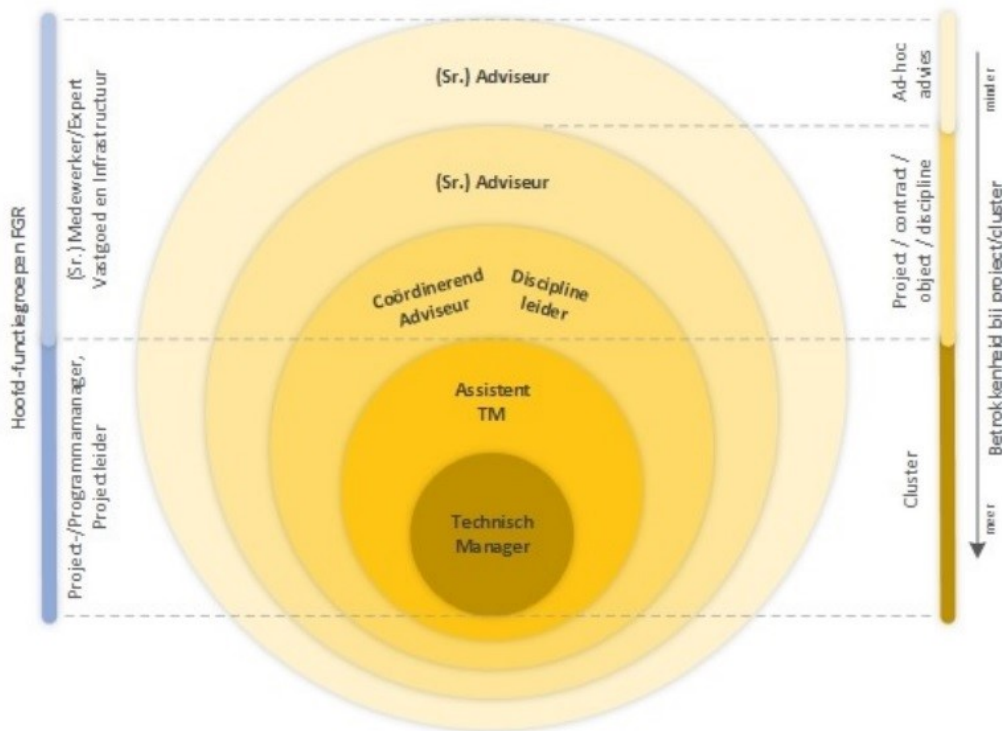 Hoofd-functiegroepen FGR
(Sr.) Medewerker/Expert
Vastgoed en Infrastructuur
Project-/Programmamanager,
Projectleider
(Sr.) Adviseur
(Sr.) Adviseur
Coördinerend
Adviseur
Discipline
leider
Assistent
TM
Technisch
Manager
Ad-hoc
advies
Project / contract /
object / discipline
Cluster
minder
Betrokkenheid bij project/cluster
meer